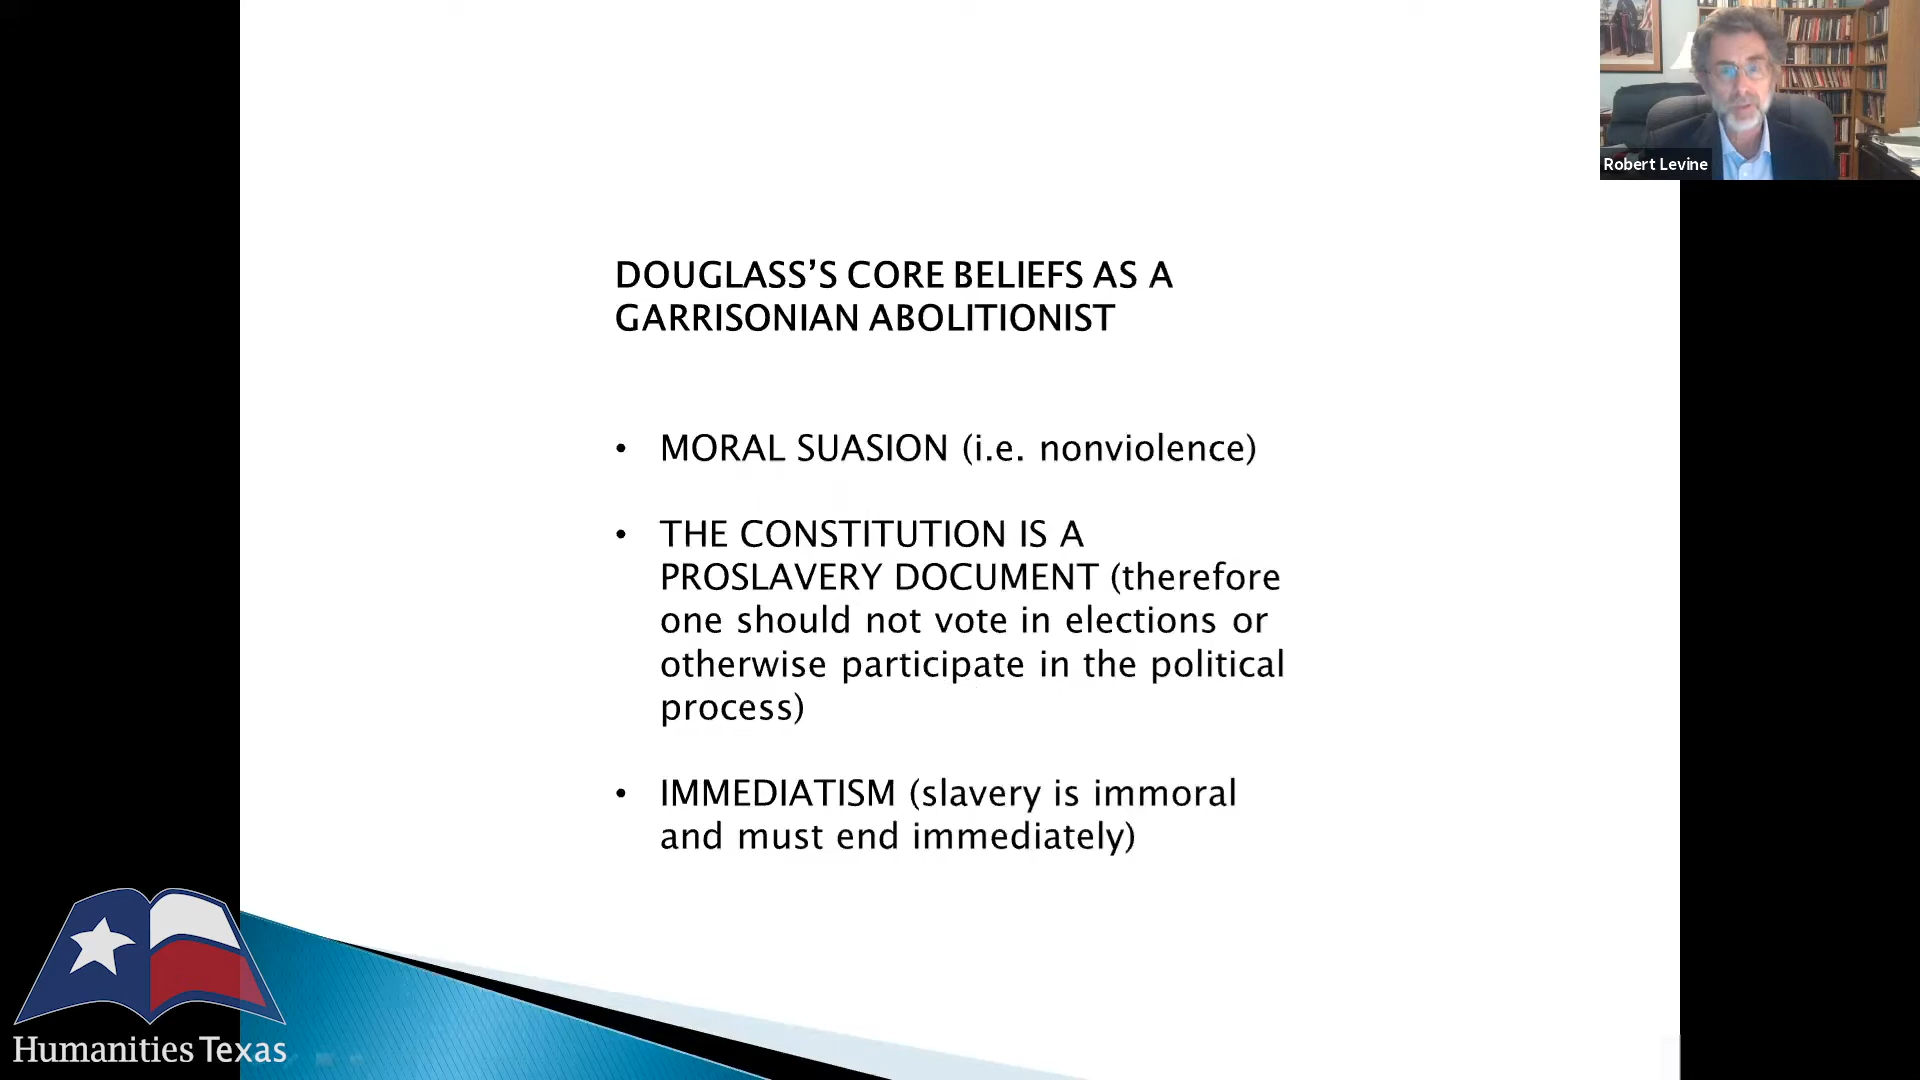 Robert Levine
DOUGLASS’S CORE BELIEFS AS A
GARRISONIAN ABOLITIONIST
• MORAL SUASION (i.e. nonviolence)
• THE CONSTITUTION IS A
PROSLAVERY DOCUMENT (therefore
one should not vote in elections or
otherwise participate in the political
process)
• IMMEDIATISM (slavery is immoral
and must end immediately)
Humanities Texas